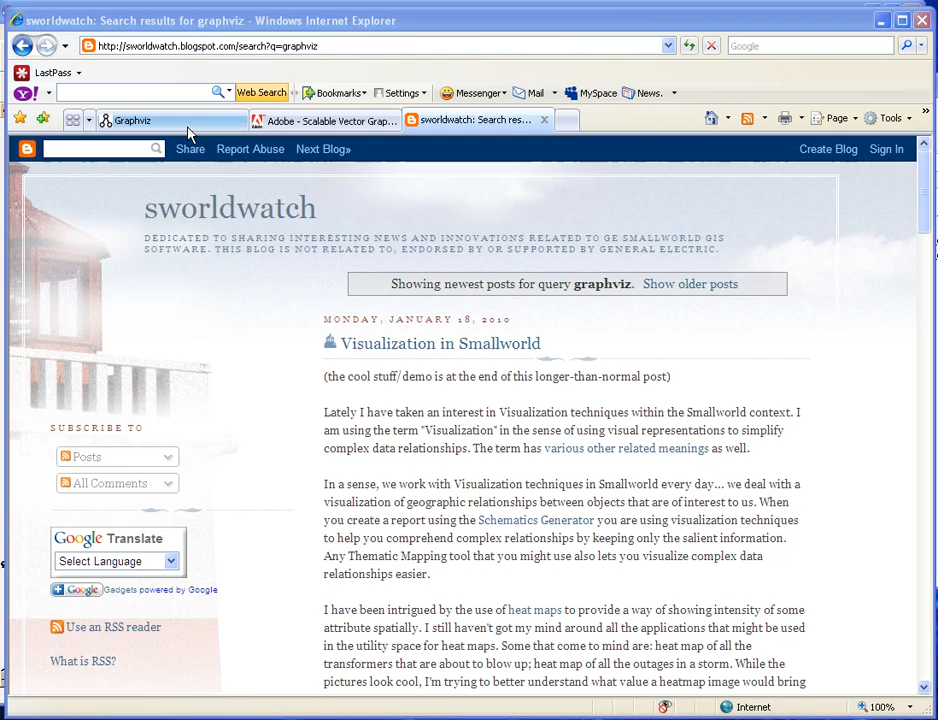 sworldwatch: Search results for graphviz - Windows Internet Explorer
http://sworldwatch.blogspot.com/search?q=graphviz
Google
LastPass
Y!
Web Search
Bookmarks
Settings
Messenger
Mail
MySpace
News.
Graphviz
Adobe - Scalable Vector Grap...
sworldwatch: Search res...
Page
Tools
Share
Report Abuse
Next Blog»
Create Blog
Sign In
sworldwatch
DEDICATED TO SHARING INTERESTING NEWS AND INNOVATIONS RELATED TO GE SMALLWORLD GIS
SOFTWARE. THIS BLOG IS NOT RELATED TO, ENDORSED BY OR SUPPORTED BY GENERAL ELECTRIC.
Showing newest posts for query graphviz. Show older posts
MONDAY, JANUARY 18, 2010
Visualization in Smallworld
(the cool stuff/demo is at the end of this longer-than-normal post)
Lately I have taken an interest in Visualization techniques within the Smallworld context. I
am using the term "Visualization" in the sense of using visual representations to simplify
complex data relationships. The term has various other related meanings as well.
In a sense, we work with Visualization techniques in Smallworld every day... we deal with a
visualization of geographic relationships between objects that are of interest to us. When
you create a report using the Schematics Generator you are using visualization techniques
to help you comprehend complex relationships by keeping only the salient information.
Any Thematic Mapping tool that you might use also lets you visualize complex data
relationships easier.
I have been intrigued by the use of heat maps to provide a way of showing intensity of some
attribute spatially. I still haven't got my mind around all the applications that might be used
in the utility space for heat maps. Some that come to mind are: heat map of all the
transformers that are about to blow up; heat map of all the outages in a storm. While the
pictures look cool, I'm trying to better understand what value a heatmap image would bring
SUBSCRIBE TO
Posts
All Comments
Google Translate
Select Language
Google
Gadgets powered by Google
Use an RSS reader
What is RSS?
Internet
100%